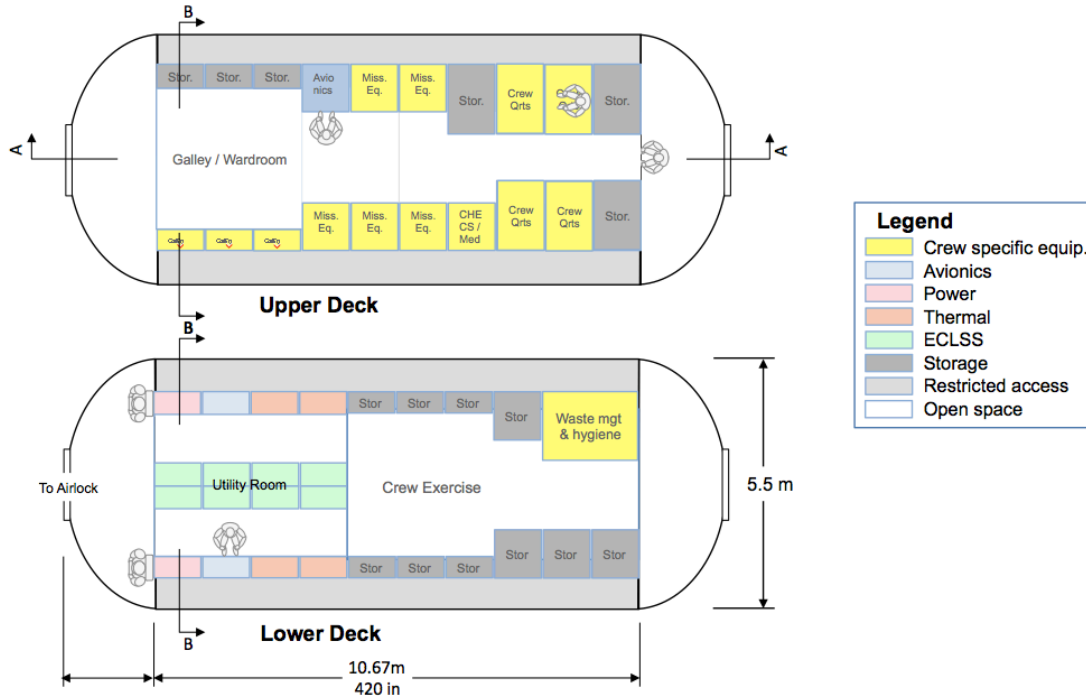 B
Stor. Stor. Stor. Avio Miss. Miss. Stor. Crew Stor.
nics Eq. Eq. Qrts
A Galley / Wardroom A
Miss. Miss. Miss. CHE Crew Crew Stor.
Eq. Eq. Eq. CS / Qrts Qrts
Med
B Upper Deck
Legend
Crew specific equip.
Avionics
Power
Thermal
ECLSS
Storage
Restricted access
Open space
B
Stor Stor Stor Stor Waste mgt
& hygiene
To Airlock Utility Room Crew Exercise 5.5 m
Stor Stor Stor Stor Stor Stor
B Lower Deck
10.67m
420 in